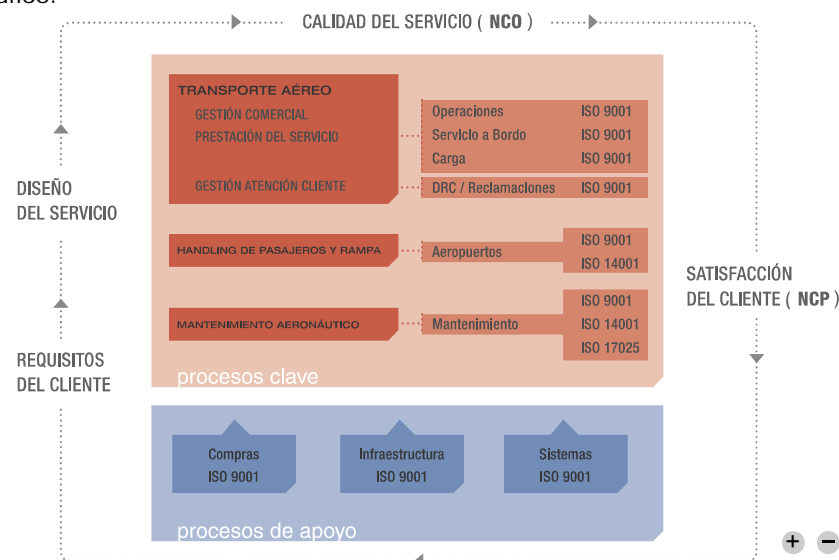 CALIDAD DEL SERVICIO ( NCO )
TRANSPORTE AÉREO
GESTIÓN COMERCIAL
PRESTACIÓN DEL SERVICIO
GESTIÓN ATENCIÓN CLIENTE
Operaciones ISO 9001
Servicio a Bordo ISO 9001
Carga ISO 9001
DRC / Reclamaciones ISO 9001
HANDLING DE PASAJEROS Y RAMPA
Aeropuertos
ISO 9001
ISO 14001
MANTENIMIENTO AERONÁUTICO
Mantenimiento
ISO 9001
ISO 14001
ISO 17025
procesos clave
DISEÑO
DEL SERVICIO
REQUISITOS
DEL CLIENTE
SATISFACCIÓN
DEL CLIENTE ( NCP )
Compras
ISO 9001
Infraestructura
ISO 9001
Sistemas
ISO 9001
procesos de apoyo